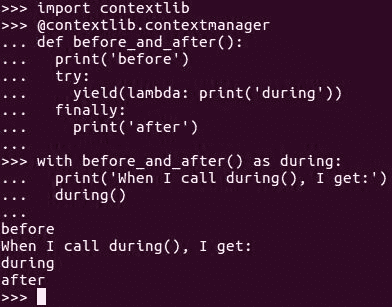 >>> import contextlib
>>> @contextlib.contextmanager
... def before_and_after():
...   print('before')
...   try:
...     yield(lambda: print('during'))
...   finally:
...     print('after')
...
>>> with before_and_after() as during:
...   print('When I call during(), I get:')
...   during()
...
before
When I call during(), I get:
during
after
>>>